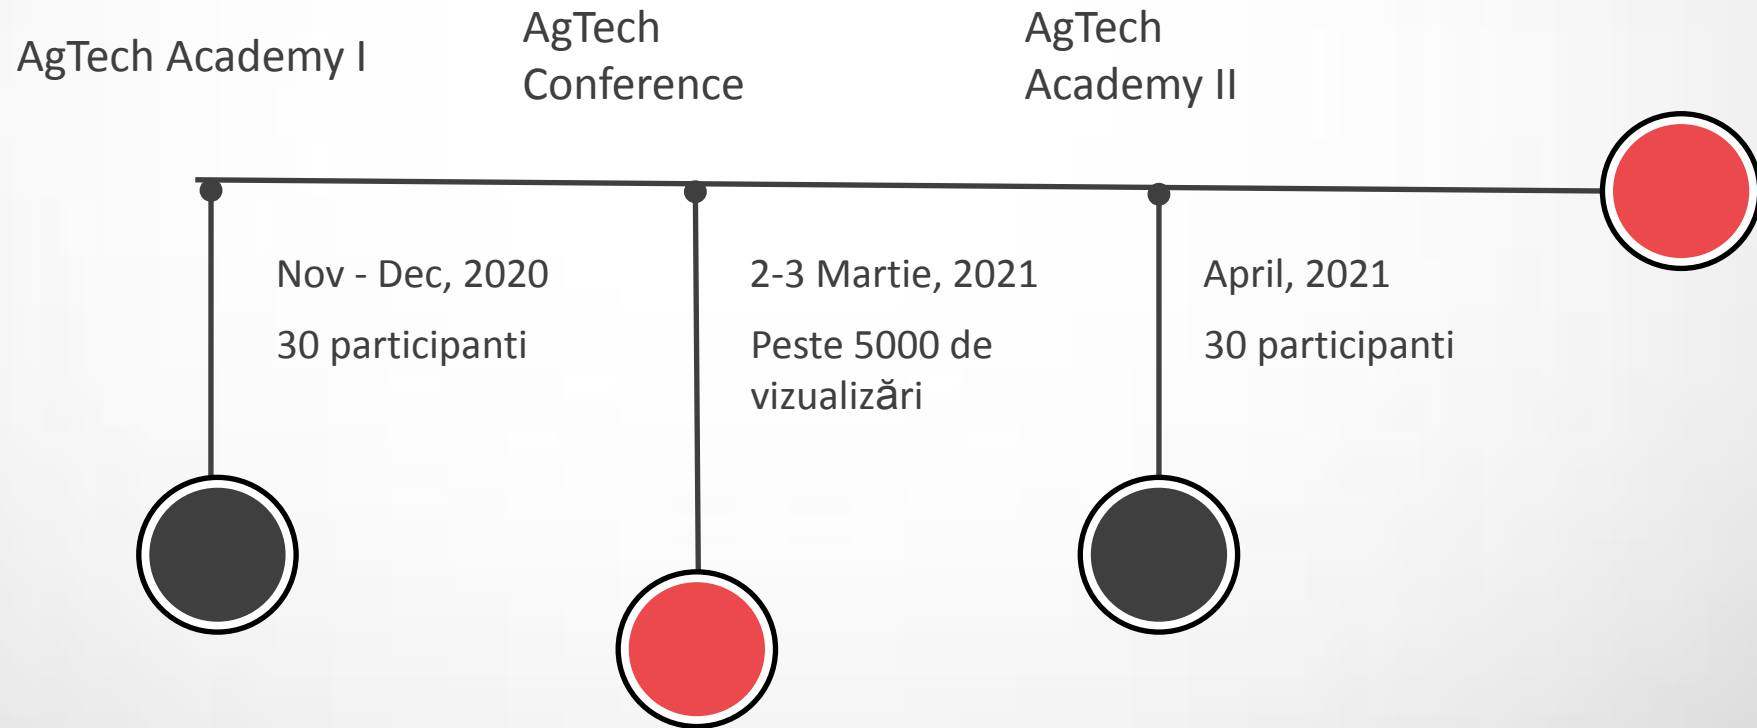 AgTech Academy I
AgTech
Conference
AgTech
Academy II
Nov - Dec, 2020
30 participanti
2-3 Martie, 2021
Peste 5000 de
vizualizări
April, 2021
30 participanti